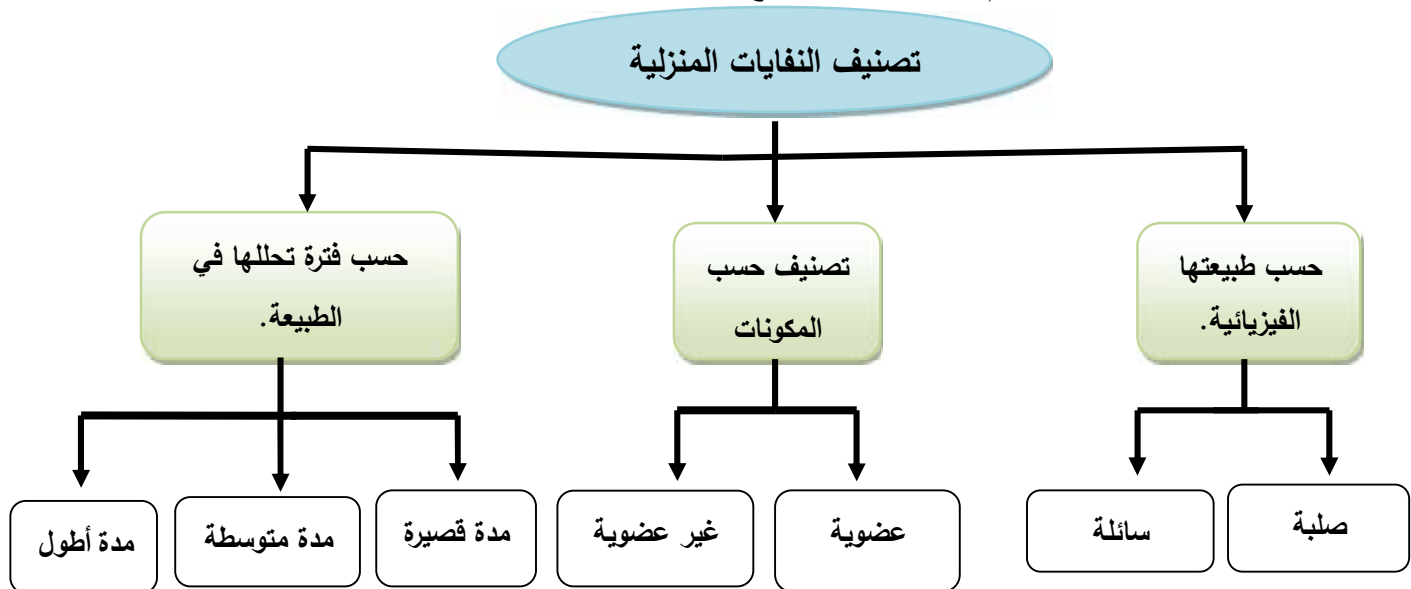 تصنيف النفايات المنزلية
حسب طبيعتها
الفيزيائية.
تصنيف حسب
المكونات
حسب فترة تحللها في
الطبيعة.
صلبة
سائلة
عضوية
غير عضوية
مدة قصيرة
مدة متوسطة
مدة أطول